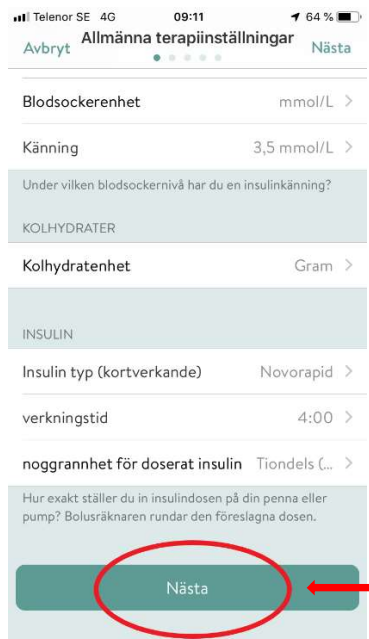 Telenor SE 4G 09:11 64 %
Avbryt Allmänna terapiinställningar Nästa
Blodsockerenhet mmol/L
Känning 3,5 mmol/L
Under vilken blodsockernivå har du en insulinkänning?
KOLHYDRATER
Kolhydratenhet Gram
INSULIN
Insulin typ (kortverkande) Novorapid
verkningstid 4:00
noggrannhet för doserat insulin Tiondels (...
Hur exakt ställer du in insulindosen på din penna eller
pump? Bolusräknaren rundar den föreslagna dosen.
Nästa